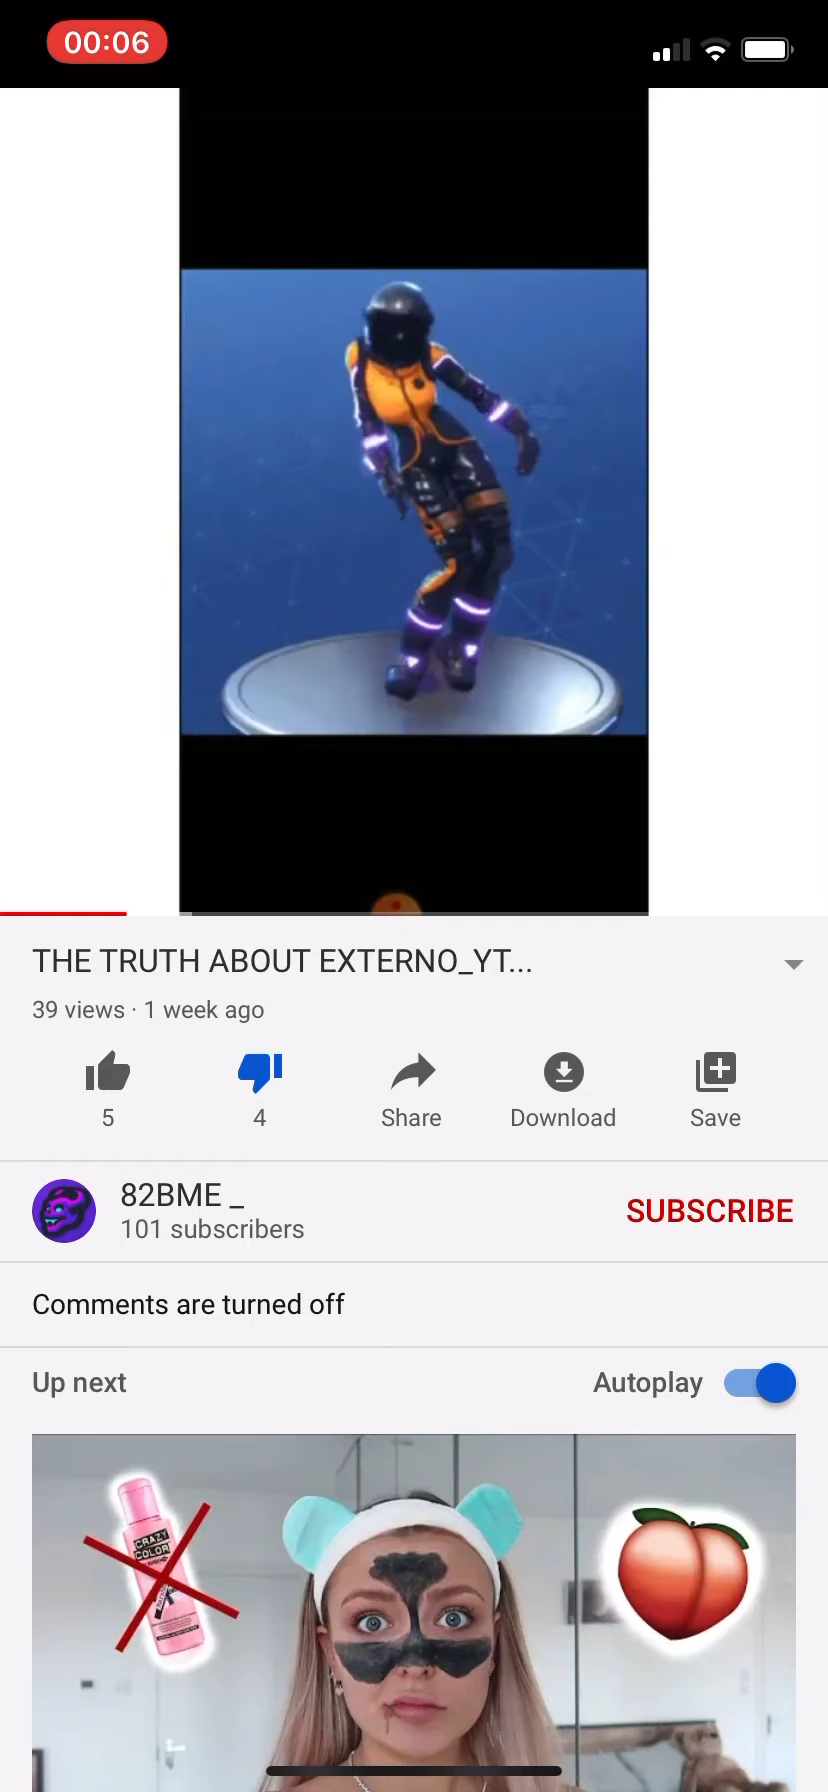 00:06
THE TRUTH ABOUT EXTERNO_YT...
39 views · 1 week ago
5
4
Share
Download
Save
82BME _
101 subscribers
SUBSCRIBE
Comments are turned off
Up next
Autoplay
CRAZY
COLOR